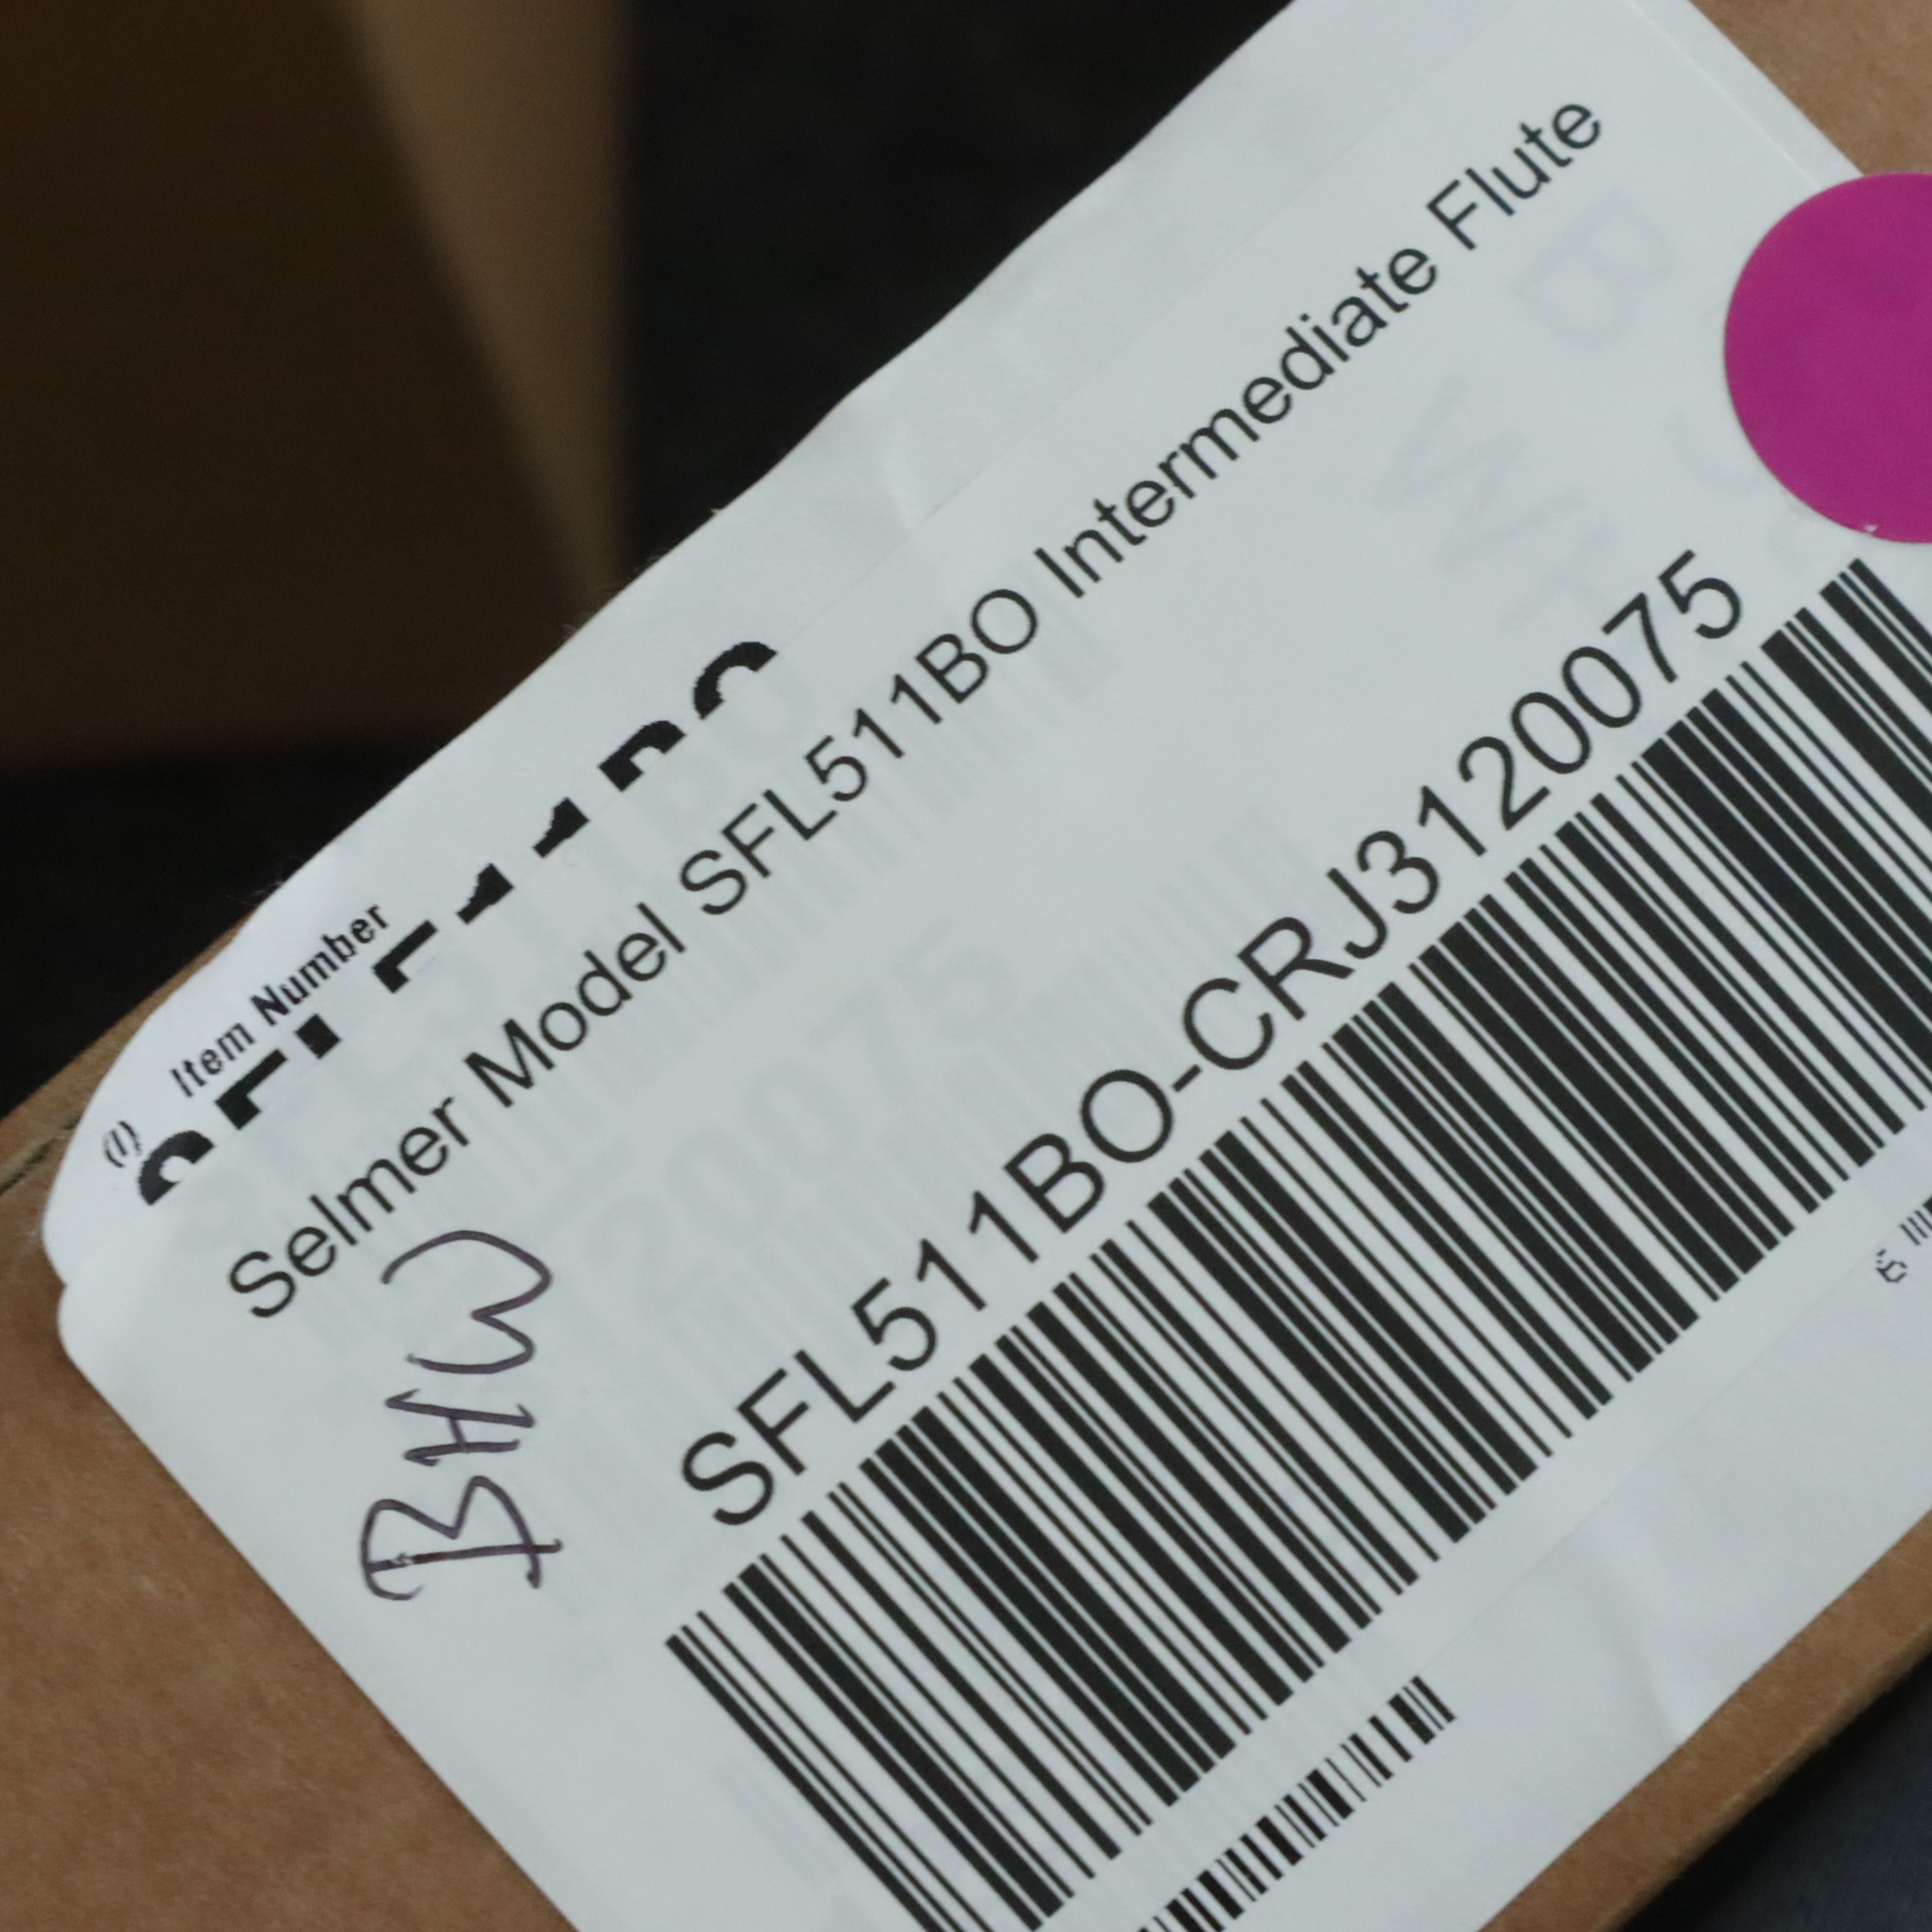 (I) Item Number
Selmer Model SFL511BO Intermediate Flute
SFL511BO-CRJ3120075
BHW